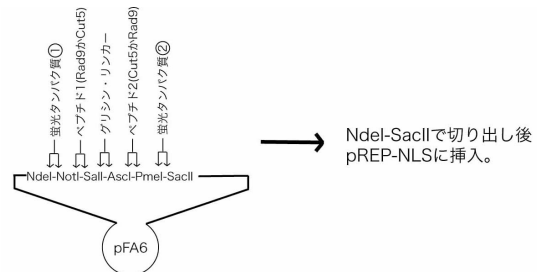 蛍光タンパク質①
ペプチド1(Rad9かCut5)
グリシン・リンカー
ペプチド2(Cut5かRad9)
蛍光タンパク質②
NdeI-NotI-SalI-AscI-PmeI-SacII
pFA6
NdeI-SacIIで切り出し後
pREP-NLSに挿入。